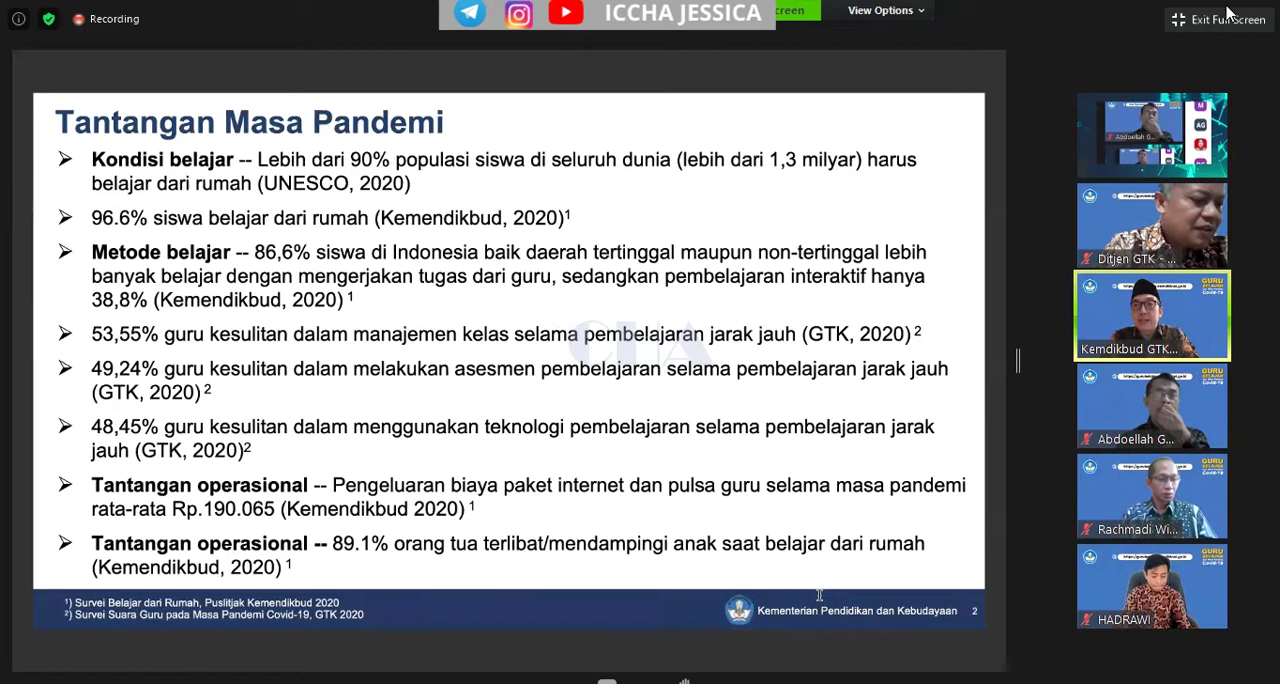 Recording
ICCHA JESSICA
creen
View Options
Exit Full Screen
Tantangan Masa Pandemi
Kondisi belajar -- Lebih dari 90% populasi siswa di seluruh dunia (lebih dari 1,3 milyar) harus
belajar dari rumah (UNESCO, 2020)
96.6% siswa belajar dari rumah (Kemendikbud, 2020)¹
Metode belajar -- 86,6% siswa di Indonesia baik daerah tertinggal maupun non-tertinggal lebih
banyak belajar dengan mengerjakan tugas dari guru, sedangkan pembelajaran interaktif hanya
38,8% (Kemendikbud, 2020) ¹
53,55% guru kesulitan dalam manajemen kelas selama pembelajaran jarak jauh (GTK, 2020) ²
49,24% guru kesulitan dalam melakukan asesmen pembelajaran selama pembelajaran jarak jauh
(GTK, 2020) ²
48,45% guru kesulitan dalam menggunakan teknologi pembelajaran selama pembelajaran jarak
jauh (GTK, 2020)²
Tantangan operasional -- Pengeluaran biaya paket internet dan pulsa guru selama masa pandemi
rata-rata Rp.190.065 (Kemendikbud 2020) ¹
Tantangan operasional -- 89.1% orang tua terlibat/mendampingi anak saat belajar dari rumah
(Kemendikbud, 2020) ¹
¹) Survei Belajar dari Rumah, Puslitjak Kemendikbud 2020
²) Survei Suara Guru pada Masa Pandemi Covid-19, GTK 2020
Kementerian Pendidikan dan Kebudayaan 2
Abdoellah G...
M
AG
Ditjen GTK - ...
GURU
Kemdikbud GTK...
GURU
Abdoellah G...
GURU
Rachmadi Wi...
GURU
HADRAWI